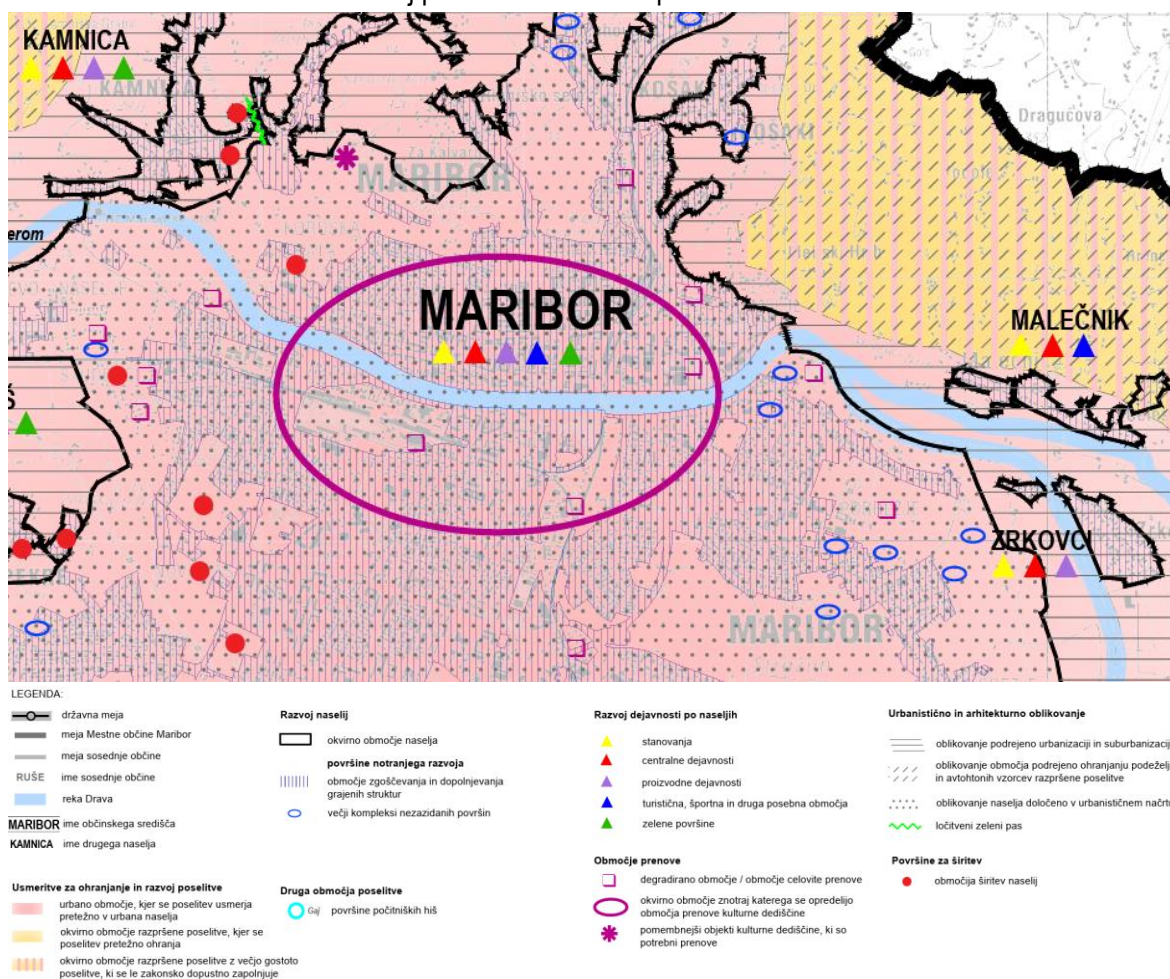 KAMNICA
KAMNICA
KOŠAKI
Dragučova
Za Kalvarijo
MARIBOR
erom
MARIBOR
MALEČNIK
Š
ZRKOVCI
MARIBOR
LEGENDA:
državna meja
meja Mestne občine Maribor
meja sosednje občine
RUŠE ime sosednje občine
reka Drava
MARIBOR ime občinskega središča
KAMNICA ime drugega naselja
Usmeritve za ohranjanje in razvoj poselitve
urbano območje, kjer se poselitev usmerja
pretežno v urbana naselja
okvirno območje razpršene poselitve, kjer se
poselitev pretežno ohranja
okvirno območje razpršene poselitve z večjo gostoto
poselitve, ki se le zakonsko dopustno zapolnjuje
Razvoj naselij
okvirno območje naselja
površine notranjega razvoja
območje zgoščevanja in dopolnjevanja
grajenih struktur
večji kompleksi nezazidanih površin
Druga območja poselitve
Gaj površine počitniških hiš
Razvoj dejavnosti po naseljih
stanovanja
centralne dejavnosti
proizvodne dejavnosti
turistična, športna in druga posebna območja
zelene površine
Območje prenove
degradirano območje / območje celovite prenove
okvirno območje znotraj katerega se opredelijo
območja prenove kulturne dediščine
pomembnejši objekti kulturne dediščine, ki so
potrebni prenove
Urbanistično in arhitekturno oblikovanje
oblikovanje podrejeno urbanizaciji in suburbanizaciji
oblikovanje območja podrejeno ohranjanju podeželj
in avtohtonih vzorcev razpršene poselitve
oblikovanje naselja določeno v urbanističnem načrtu
ločitveni zeleni pas
Površine za širitev
območija širitev naselij